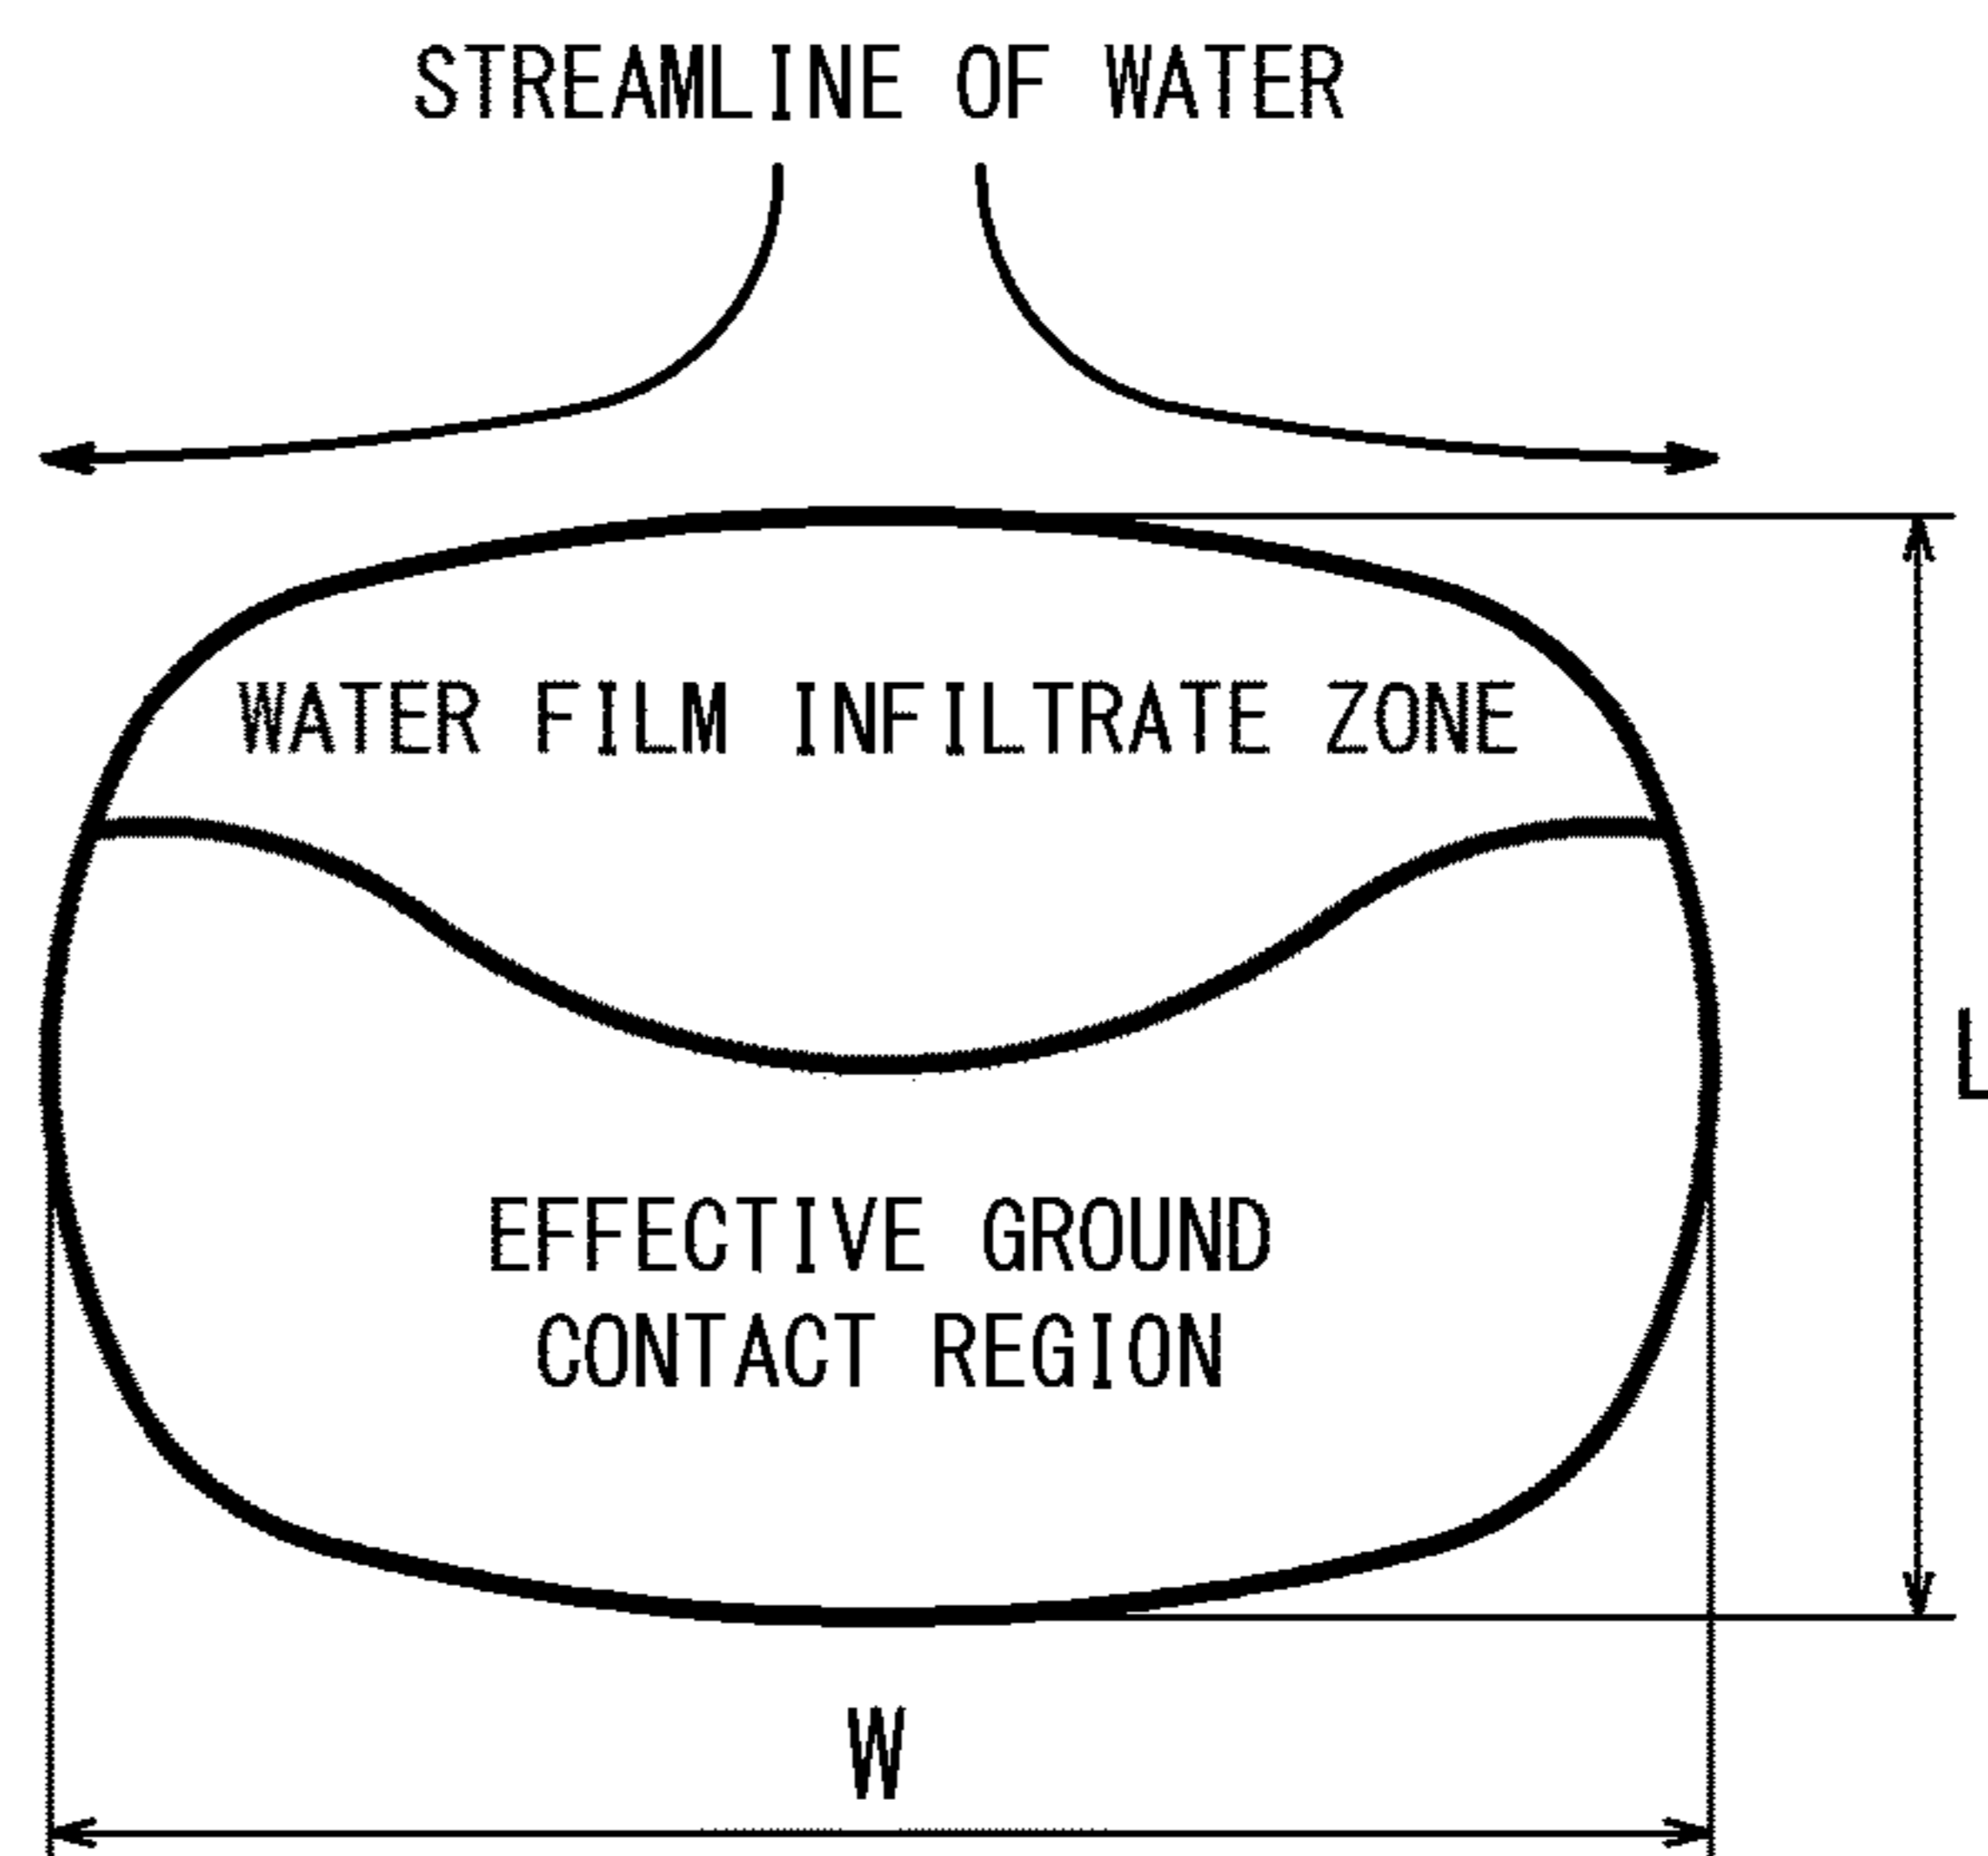 STREAMLINE OF WATER
WATER FILM INFILTRATE ZONE
L
EFFECTIVE GROUND
CONTACT REGION
W